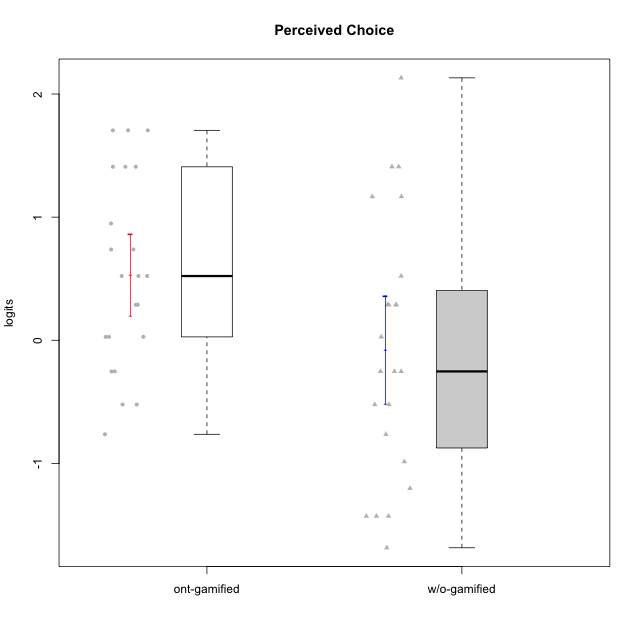 Perceived Choice
logits
2
1
0
-1
ont-gamified
w/o-gamified